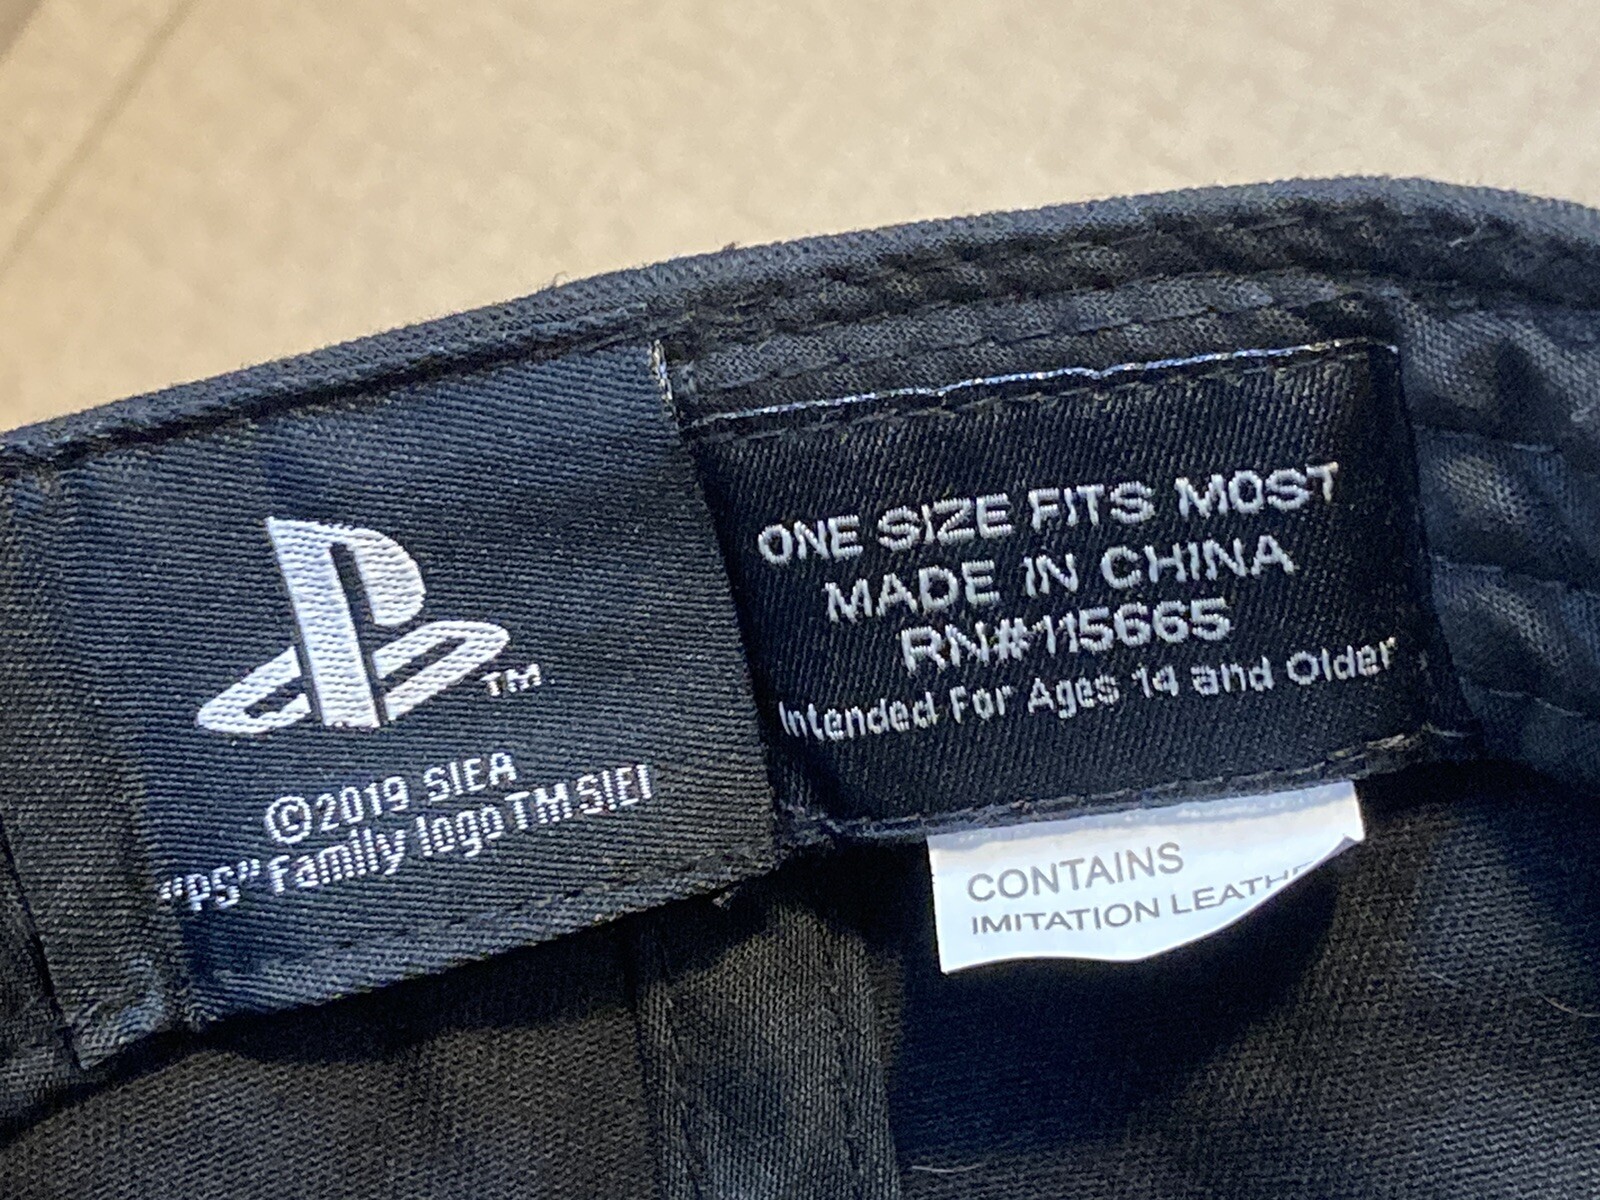 TM
©2019 SIEA
"PS" Family logo TM SIEI
ONE SIZE FITS MOST
MADE IN CHINA
RN#115665
Intended For Ages 14 and Older
CONTAINS
IMITATION